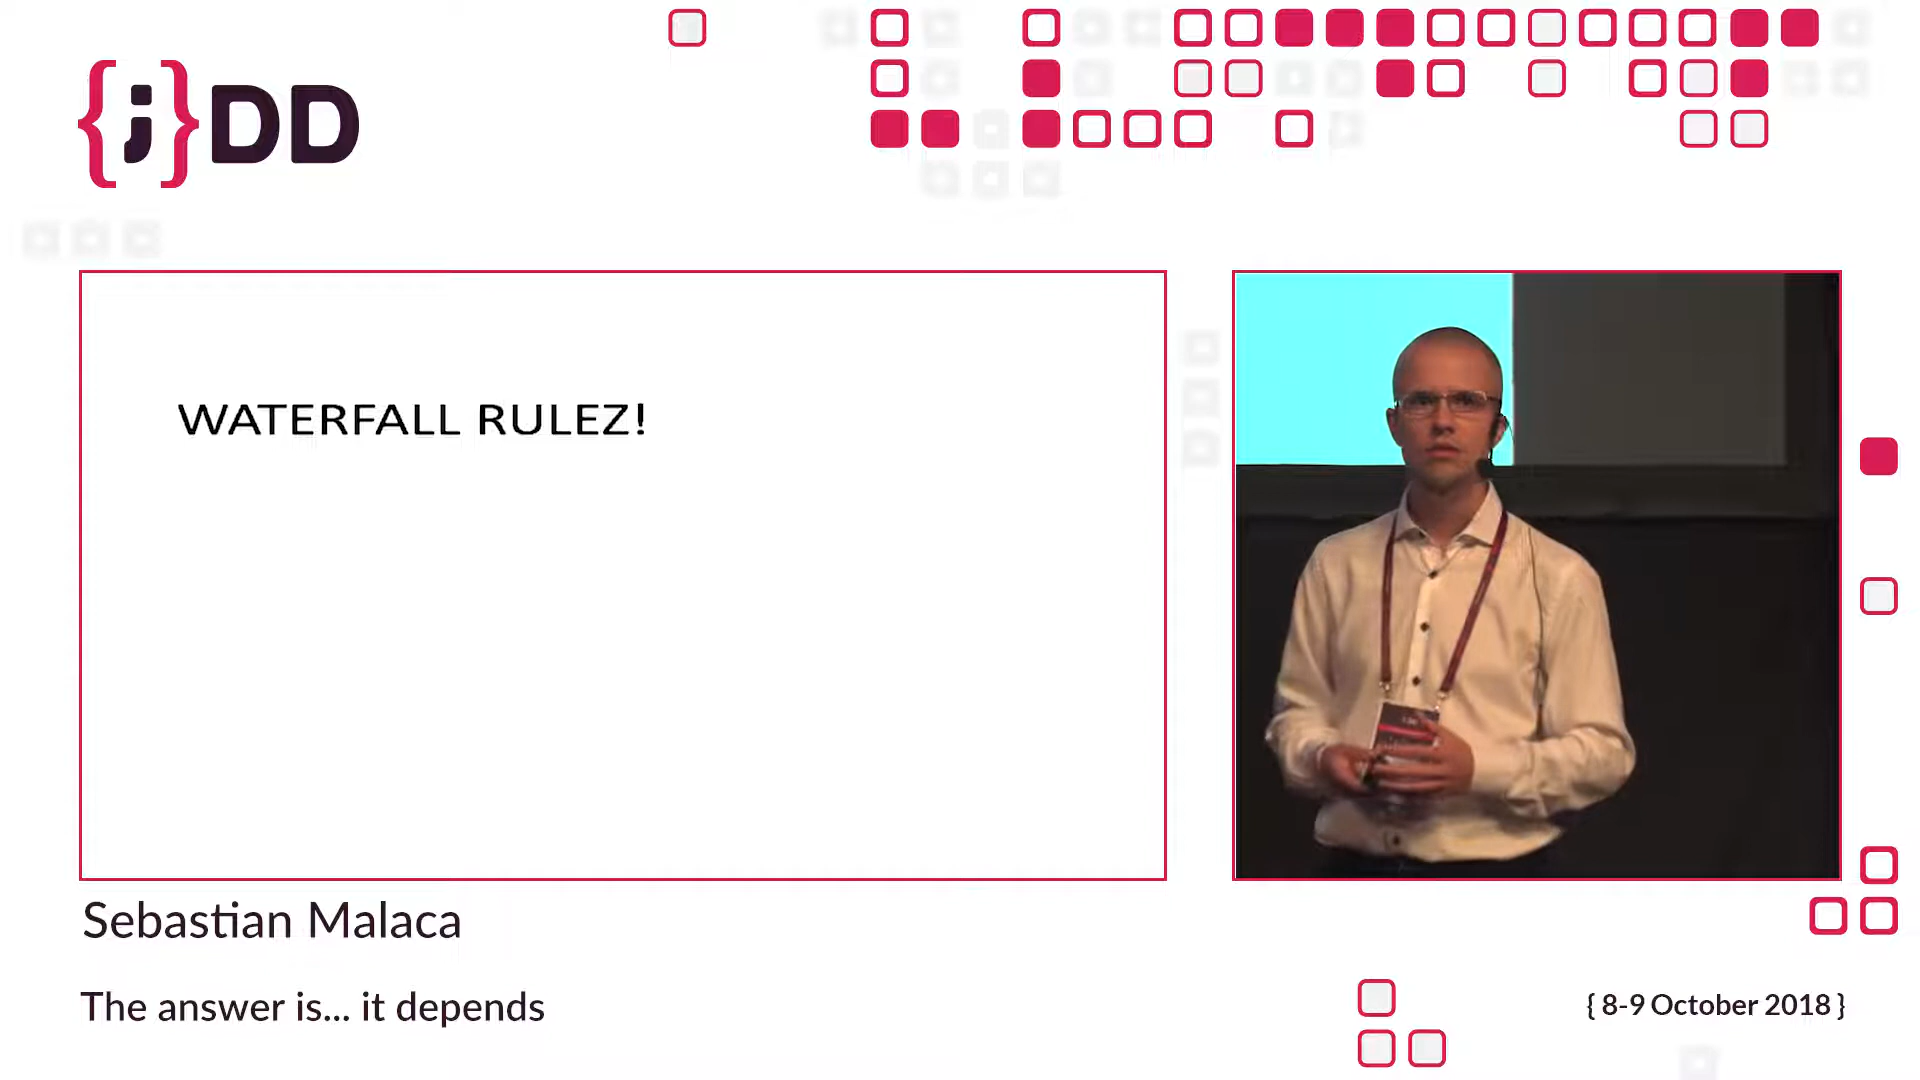 {;}DD
WATERFALL RULEZ!
Sebastian Malaca
The answer is... it depends
{ 8-9 October 2018 }